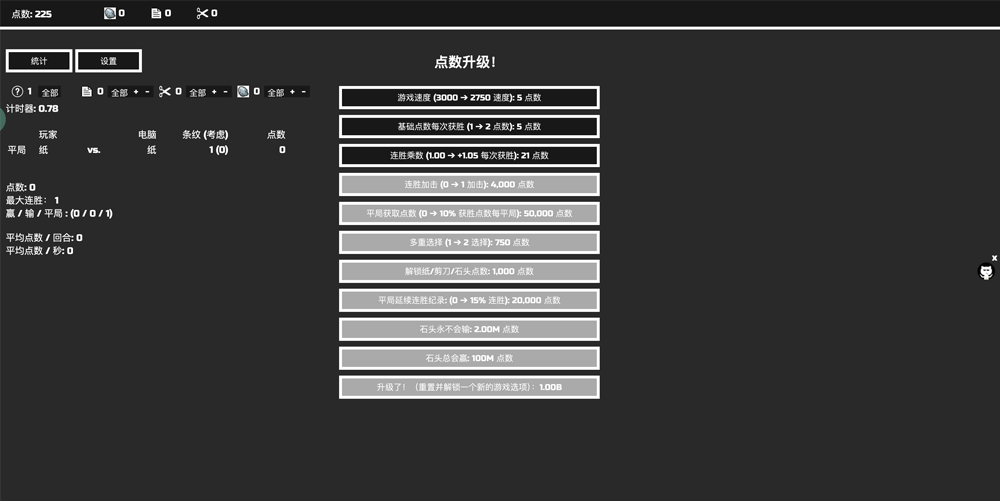 点数: 225 0 0 0
统计 设置
点数升级！
? 1 全部 0 全部 + - 0 全部 + - 0 全部 + -
计时器: 0.78
玩家 电脑 条纹 (考虑) 点数
平局 纸 vs. 纸 1 (0) 0
点数: 0
最大连胜： 1
赢 / 输 / 平局 : (0 / 0 / 1)
平均点数 / 回合: 0
平均点数 / 秒: 0
游戏速度 (3000 → 2750 速度): 5 点数
基础点数每次获胜 (1 → 2 点数): 5 点数
连胜乘数 (1.00 → +1.05 每次获胜): 21 点数
连胜加击 (0 → 1 加击): 4,000 点数
平局获取点数 (0 → 10% 获胜点数每平局): 50,000 点数
多重选择 (1 → 2 选择): 750 点数
解锁纸/剪刀/石头点数: 1,000 点数
平局延续连胜纪录: (0 → 15% 连胜): 20,000 点数
石头永不会输: 2.00M 点数
石头总会赢: 100M 点数
升级了！（重置并解锁一个新的游戏选项）: 1.00B
x